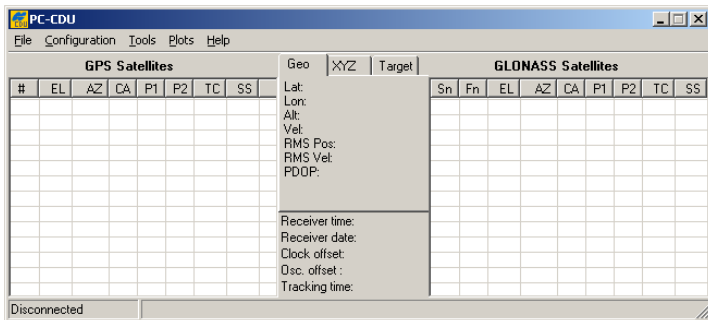 PC-CDU
File Configuration Tools Plots Help
GPS Satellites
# EL AZ CA P1 P2 TC SS
Geo XYZ Target
Lat:
Lon:
Alt:
Vel:
RMS Pos:
RMS Vel:
PDOP:
Receiver time:
Receiver date:
Clock offset:
Osc. offset :
Tracking time:
GLONASS Satellites
Sn Fn EL AZ CA P1 P2 TC SS
Disconnected